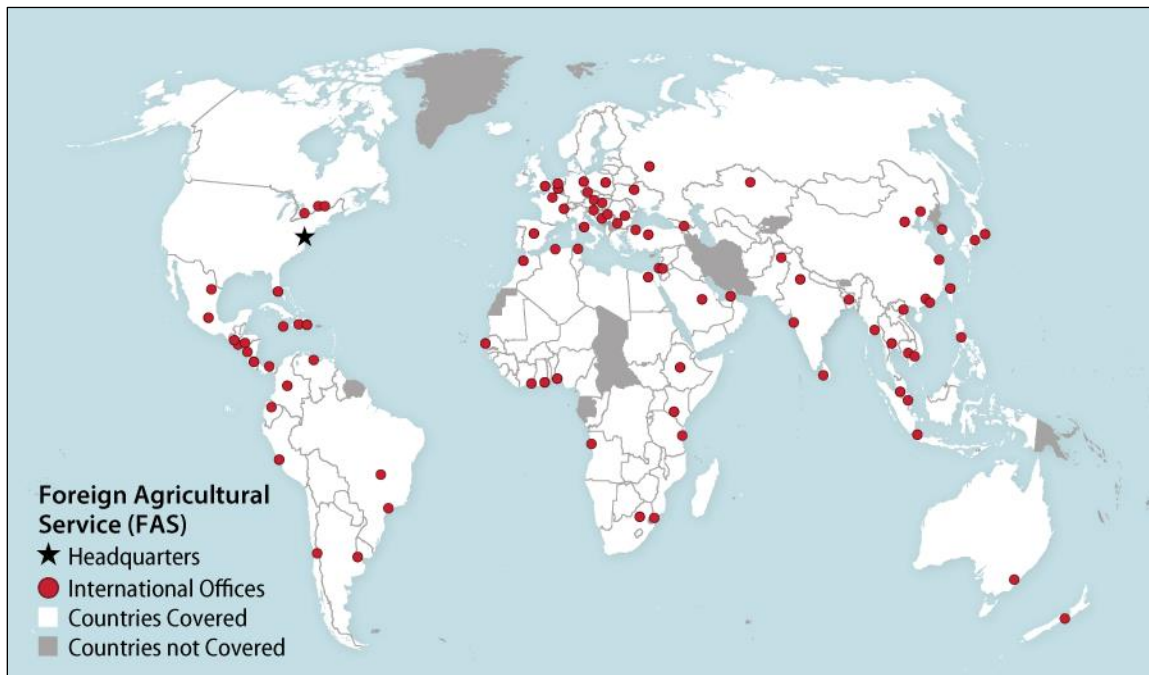 Foreign Agricultural
Service (FAS)
Headquarters
International Offices
Countries Covered
Countries not Covered